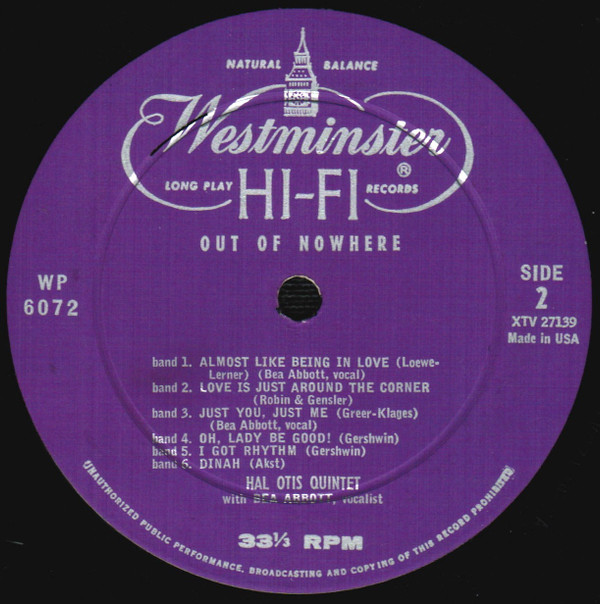 NATURAL BALANCE
Westminster ®
LONG PLAY HI-FI RECORDS
OUT OF NOWHERE
WP
6072
SIDE
2
XTV 27139
Made in USA
band 1. ALMOST LIKE BEING IN LOVE (Loewe-
Lerner) (Bea Abbott, vocal)
band 2. LOVE IS JUST AROUND THE CORNER
(Robin & Gensler)
band 3. JUST YOU, JUST ME (Greer-Klages)
(Bea Abbott, vocal)
band 4. OH, LADY BE GOOD! (Gershwin)
band 5. I GOT RHYTHM (Gershwin)
band 6. DINAH (Akst)
HAL OTIS QUINTET
with BEA ABBOTT, vocalist
33⅓ RPM
UNAUTHORIZED PUBLIC PERFORMANCE, BROADCASTING AND COPYING OF THIS RECORD PROHIBITED